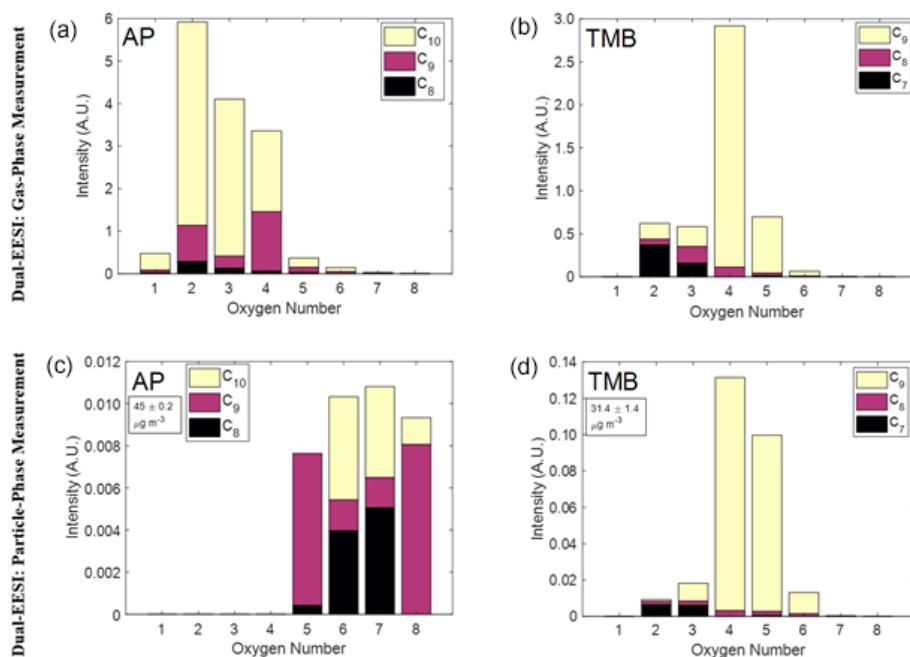 Dual-EESI: Gas-Phase Measurement
(a)
AP
C10
C9
C8
Intensity (A.U.)
6
5
4
3
2
1
0
1 2 3 4 5 6 7 8
Oxygen Number
(b)
TMB
C9
C8
C7
Intensity (A.U.)
3.0
2.5
2.0
1.5
1.0
0.5
0
1 2 3 4 5 6 7 8
Oxygen Number
Dual-EESI: Particle-Phase Measurement
(c)
AP
45 ± 0.2
μg m-3
C10
C9
C8
Intensity (A.U.)
0.012
0.010
0.008
0.006
0.004
0.002
0
1 2 3 4 5 6 7 8
Oxygen Number
(d)
TMB
31.4 ± 1.4
μg m-3
C9
C8
C7
Intensity (A.U.)
0.14
0.12
0.10
0.08
0.06
0.04
0.02
0
1 2 3 4 5 6 7 8
Oxygen Number